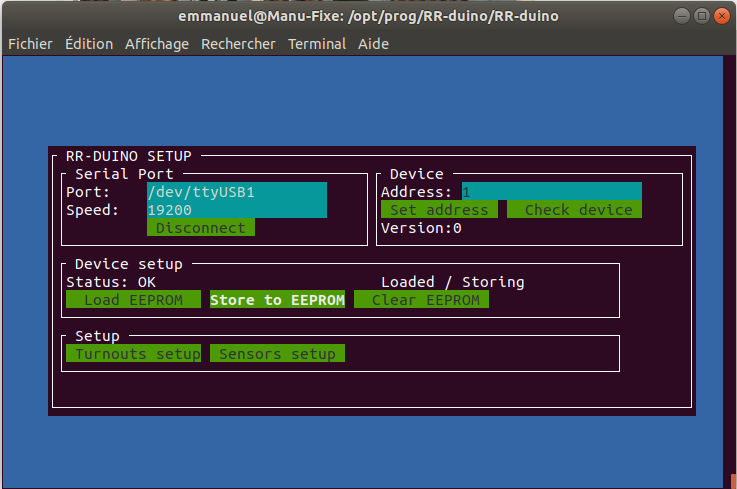 emmanuel@Manu-Fixe: /opt/prog/RR-duino/RR-duino
Fichier Édition Affichage Rechercher Terminal Aide
RR-DUINO SETUP
Serial Port
Port: /dev/ttyUSB1
Speed: 19200
Disconnect
Device
Address: 1
Set address Check device
Version:0
Device setup
Status: OK Loaded / Storing
Load EEPROM Store to EEPROM Clear EEPROM
Setup
Turnouts setup Sensors setup